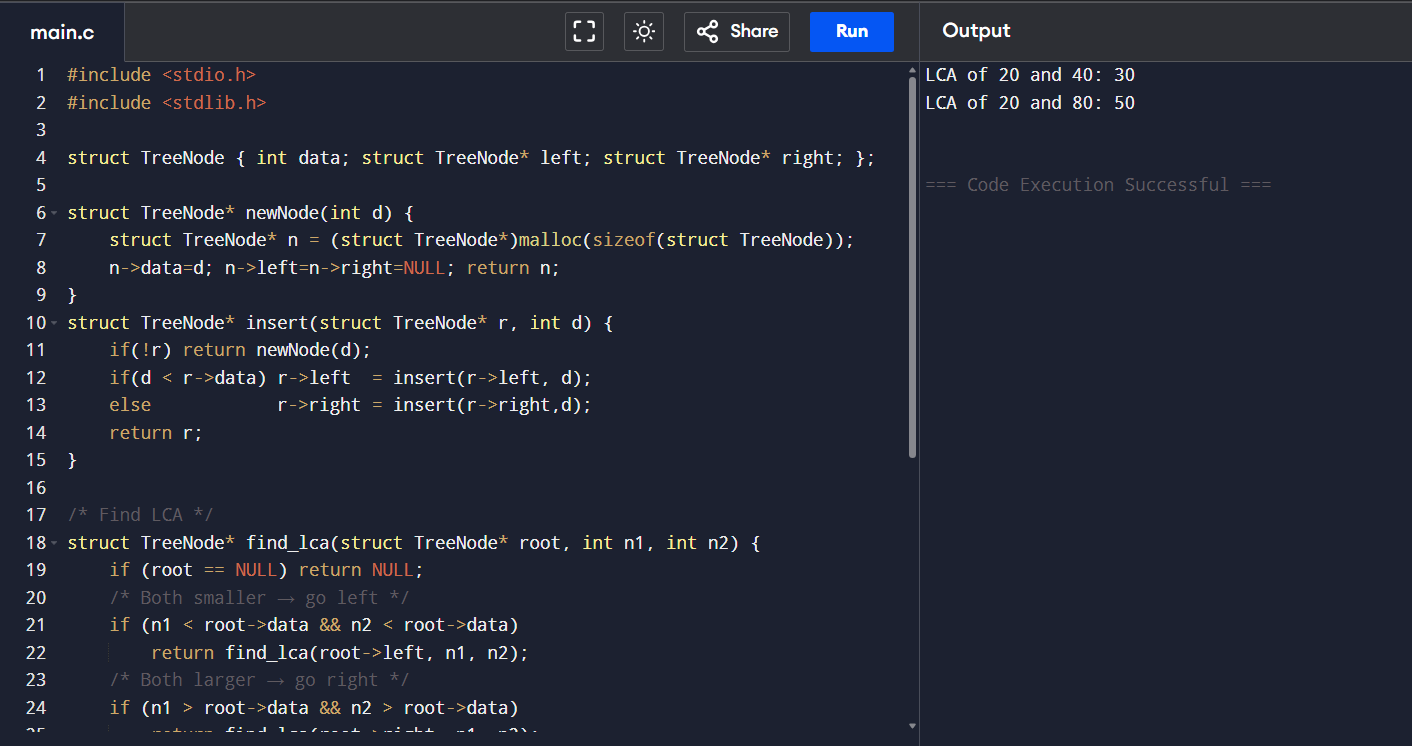 main.c
Share
Run
Output
1 #include <stdio.h>
2 #include <stdlib.h>
3
4 struct TreeNode { int data; struct TreeNode* left; struct TreeNode* right; };
5
6 struct TreeNode* newNode(int d) {
7     struct TreeNode* n = (struct TreeNode*)malloc(sizeof(struct TreeNode));
8     n->data=d; n->left=n->right=NULL; return n;
9 }
10 struct TreeNode* insert(struct TreeNode* r, int d) {
11     if(!r) return newNode(d);
12     if(d < r->data) r->left  = insert(r->left, d);
13     else            r->right = insert(r->right,d);
14     return r;
15 }
16
17 /* Find LCA */
18 struct TreeNode* find_lca(struct TreeNode* root, int n1, int n2) {
19     if (root == NULL) return NULL;
20     /* Both smaller → go left */
21     if (n1 < root->data && n2 < root->data)
22         return find_lca(root->left, n1, n2);
23     /* Both larger → go right */
24     if (n1 > root->data && n2 > root->data)
25         return find_lca(root->right, n1, n2);
LCA of 20 and 40: 30
LCA of 20 and 80: 50
=== Code Execution Successful ===